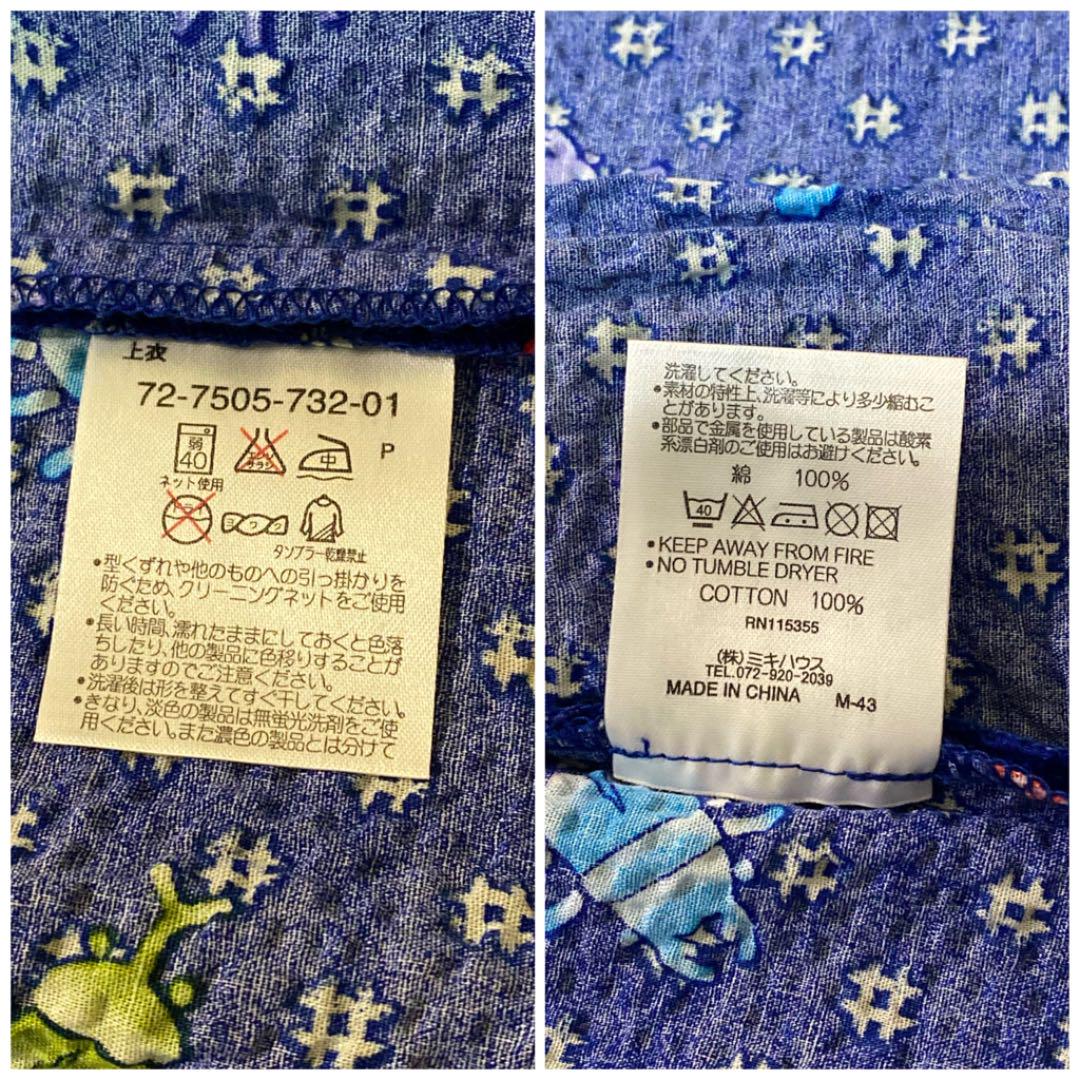 上衣
72-7505-732-01
弱
40
エンソ
サラシ
中
P
ネット使用
ドライ
ヨワク
タンブラー乾燥禁止
•型くずれや他のものへの引っ掛かりを
防ぐため、クリーニングネットをご使用
ください。
•長い時間、濡れたままにしておくと色落
ちしたり、他の製品に色移りすることが
ありますのでご注意ください。
•洗濯後は形を整えてすぐ干してください。
•きなり、淡色の製品は無蛍光洗剤をご使
用ください。また濃色の製品とは分けて
洗濯してください。
•素材の特性上、洗濯等により多少縮むこ
とがあります。
•部品で金属を使用している製品は酸素
系漂白剤のご使用はお避けください。
綿 100%
40
•KEEP AWAY FROM FIRE
•NO TUMBLE DRYER
COTTON 100%
RN115355
(株)ミキハウス
TEL.072-920-2039
MADE IN CHINA M-43